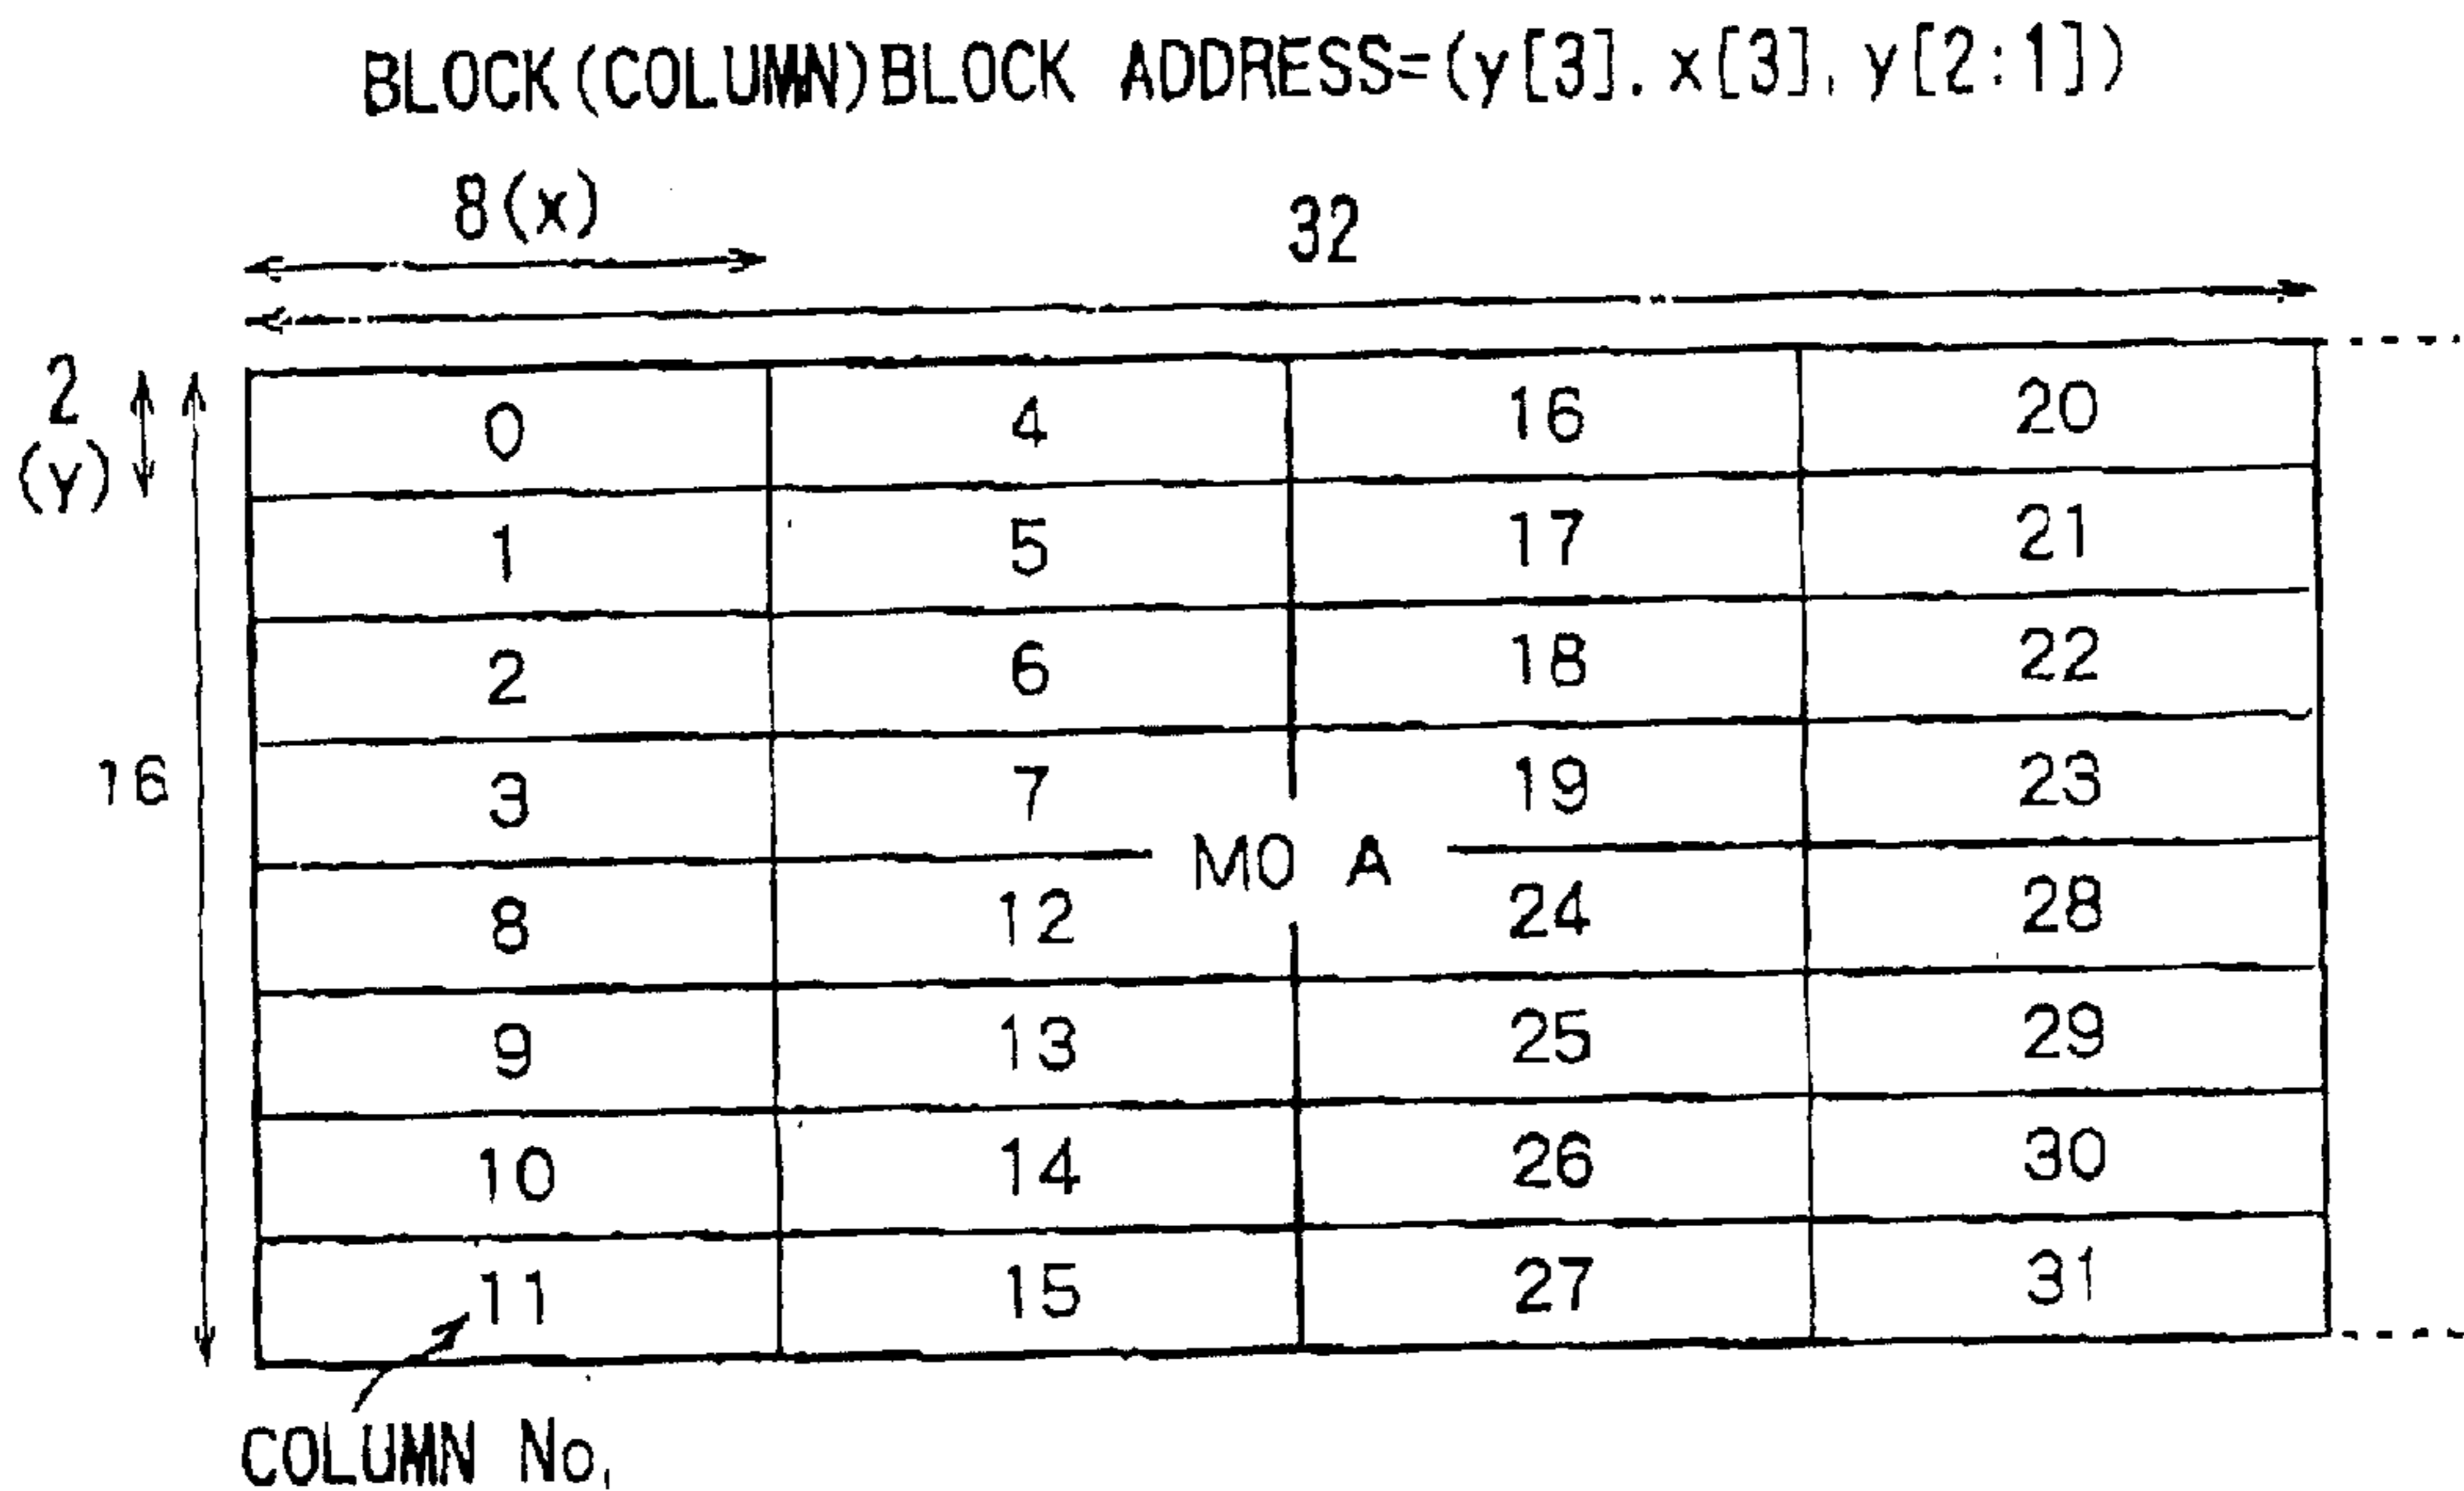 BLOCK(COLUMN)BLOCK ADDRESS=(y[3]. x[3], y[2:1])
8(x)
32
2
(y)
16
0 4 16 20
1 5 17 21
2 6 18 22
3 7 19 23
MO A
8 12 24 28
9 13 25 29
10 14 26 30
11 15 27 31
COLUMN No,